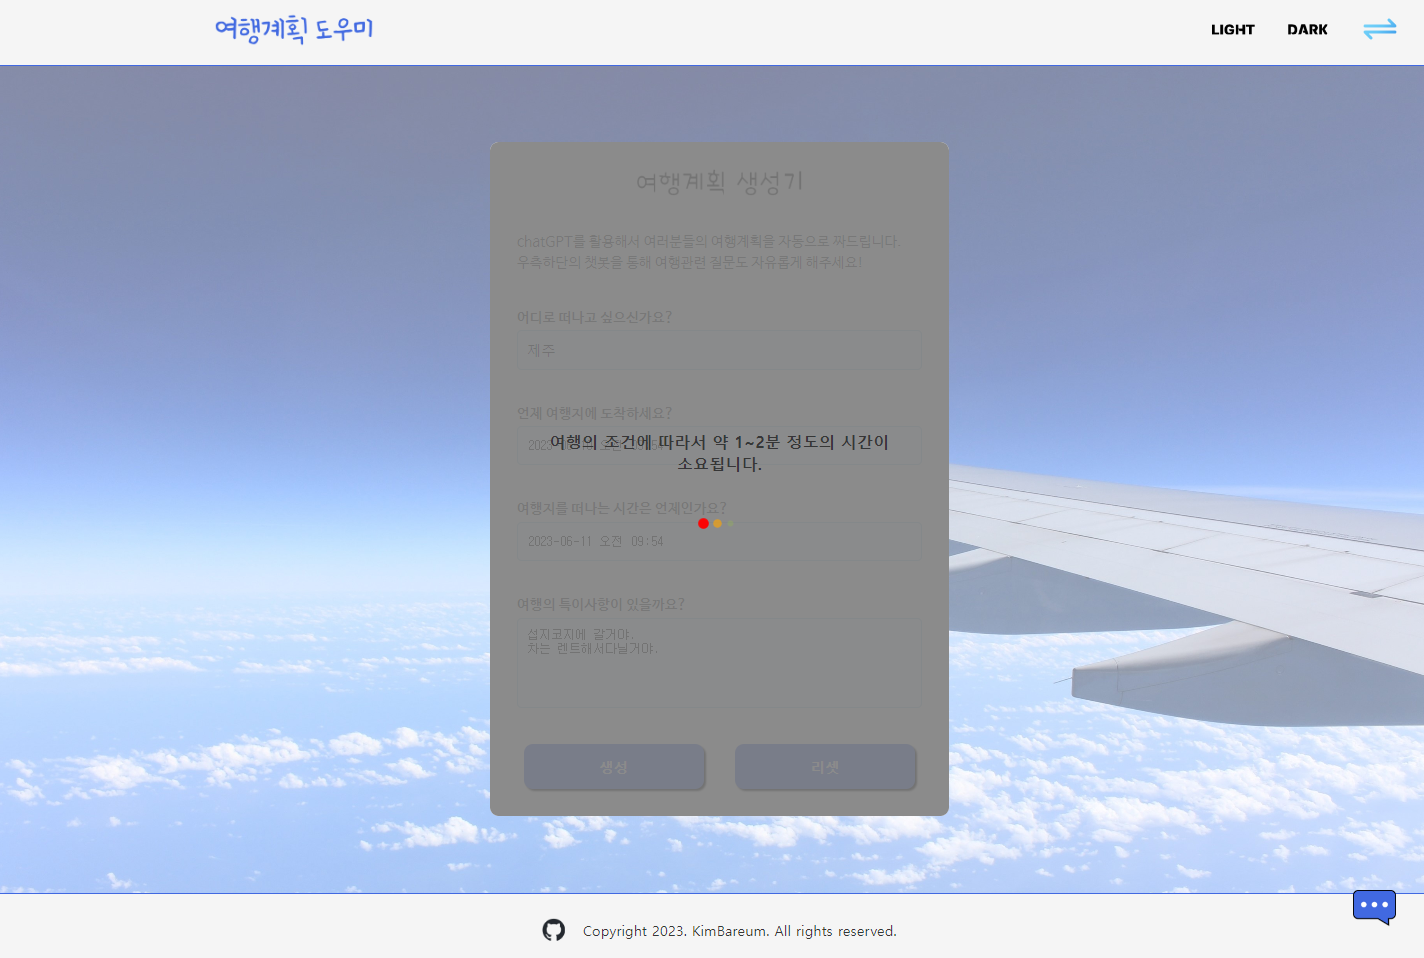 여행계획 도우미
LIGHT DARK
여행계획 생성기
chatGPT를 활용해서 여러분들의 여행계획을 자동으로 짜드립니다.
우측하단의 챗봇을 통해 여행관련 질문도 자유롭게 해주세요!
어디로 떠나고 싶으신가요?
제주
언제 여행지에 도착하세요?
여행의 조건에 따라서 약 1~2분 정도의 시간이
소요됩니다.
여행지를 떠나는 시간은 언제인가요?
2023-06-11 오전 09:54
여행의 특이사항이 있을까요?
섭지코지에 갈거야.
차는 렌트해서다닐거야.
생성 리셋
Copyright 2023. KimBareum. All rights reserved.